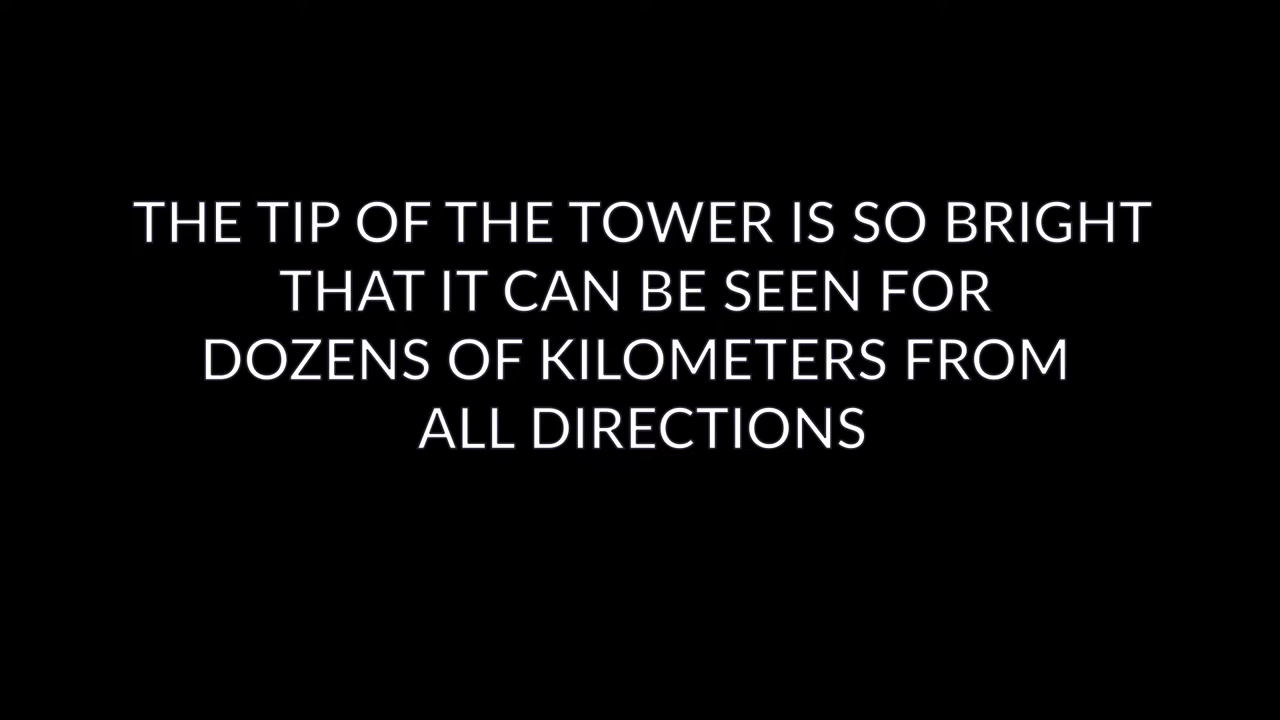 THE TIP OF THE TOWER IS SO BRIGHT
THAT IT CAN BE SEEN FOR
DOZENS OF KILOMETERS FROM
ALL DIRECTIONS